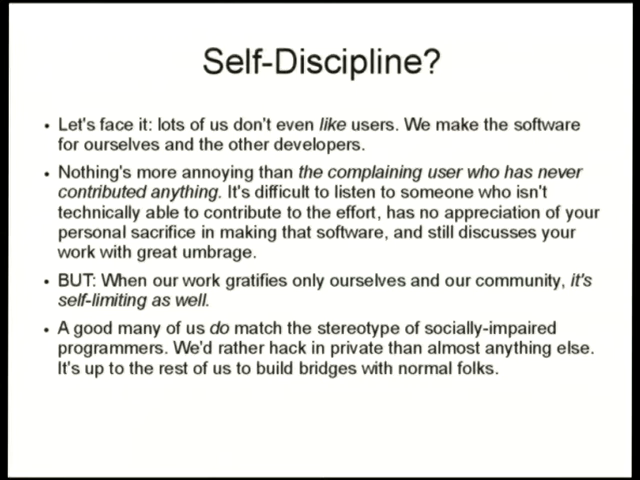 Self-Discipline?
• Let's face it: lots of us don't even like users. We make the software
for ourselves and the other developers.
• Nothing's more annoying than the complaining user who has never
contributed anything. It's difficult to listen to someone who isn't
technically able to contribute to the effort, has no appreciation of your
personal sacrifice in making that software, and still discusses your
work with great umbrage.
• BUT: When our work gratifies only ourselves and our community, it's
self-limiting as well.
• A good many of us do match the stereotype of socially-impaired
programmers. We'd rather hack in private than almost anything else.
It's up to the rest of us to build bridges with normal folks.